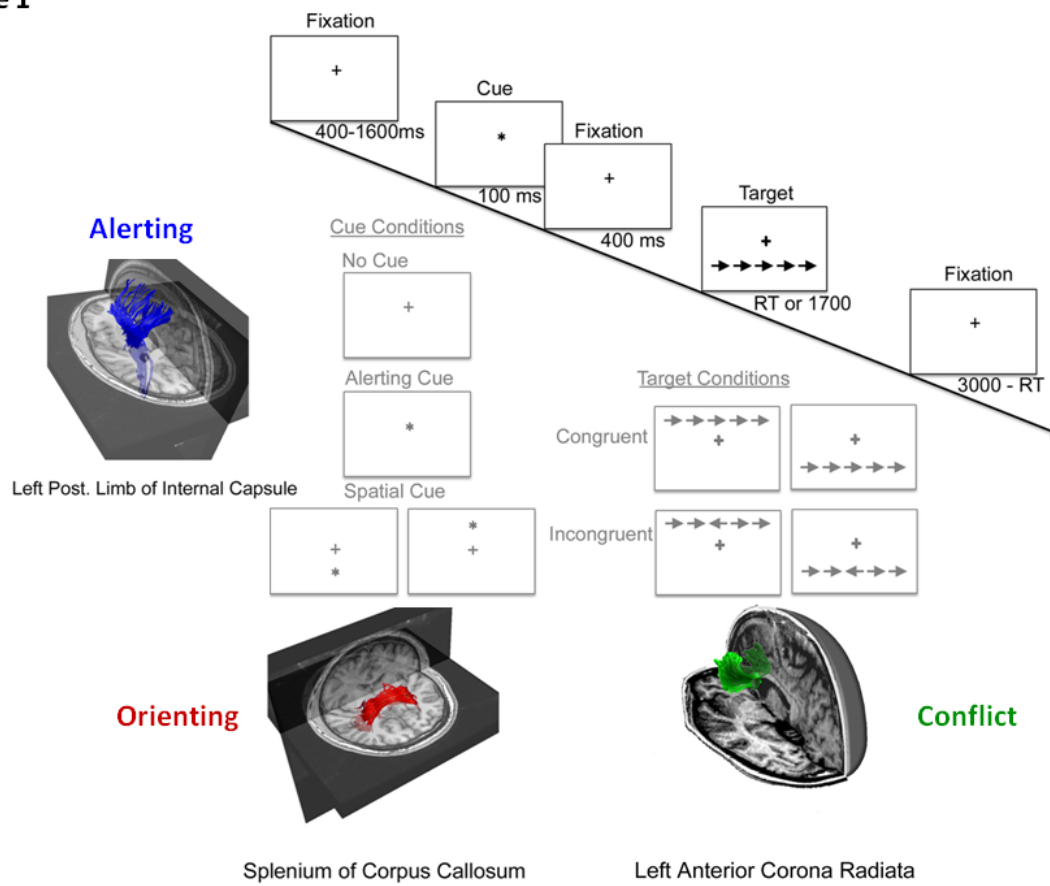 Fixation
400-1600ms
Cue
100 ms
Fixation
400 ms
Target
RT or 1700
Fixation
3000 - RT
Alerting
Left Post. Limb of Internal Capsule
Cue Conditions
No Cue
Alerting Cue
Spatial Cue
Target Conditions
Congruent
Incongruent
Orienting
Splenium of Corpus Callosum
Conflict
Left Anterior Corona Radiata